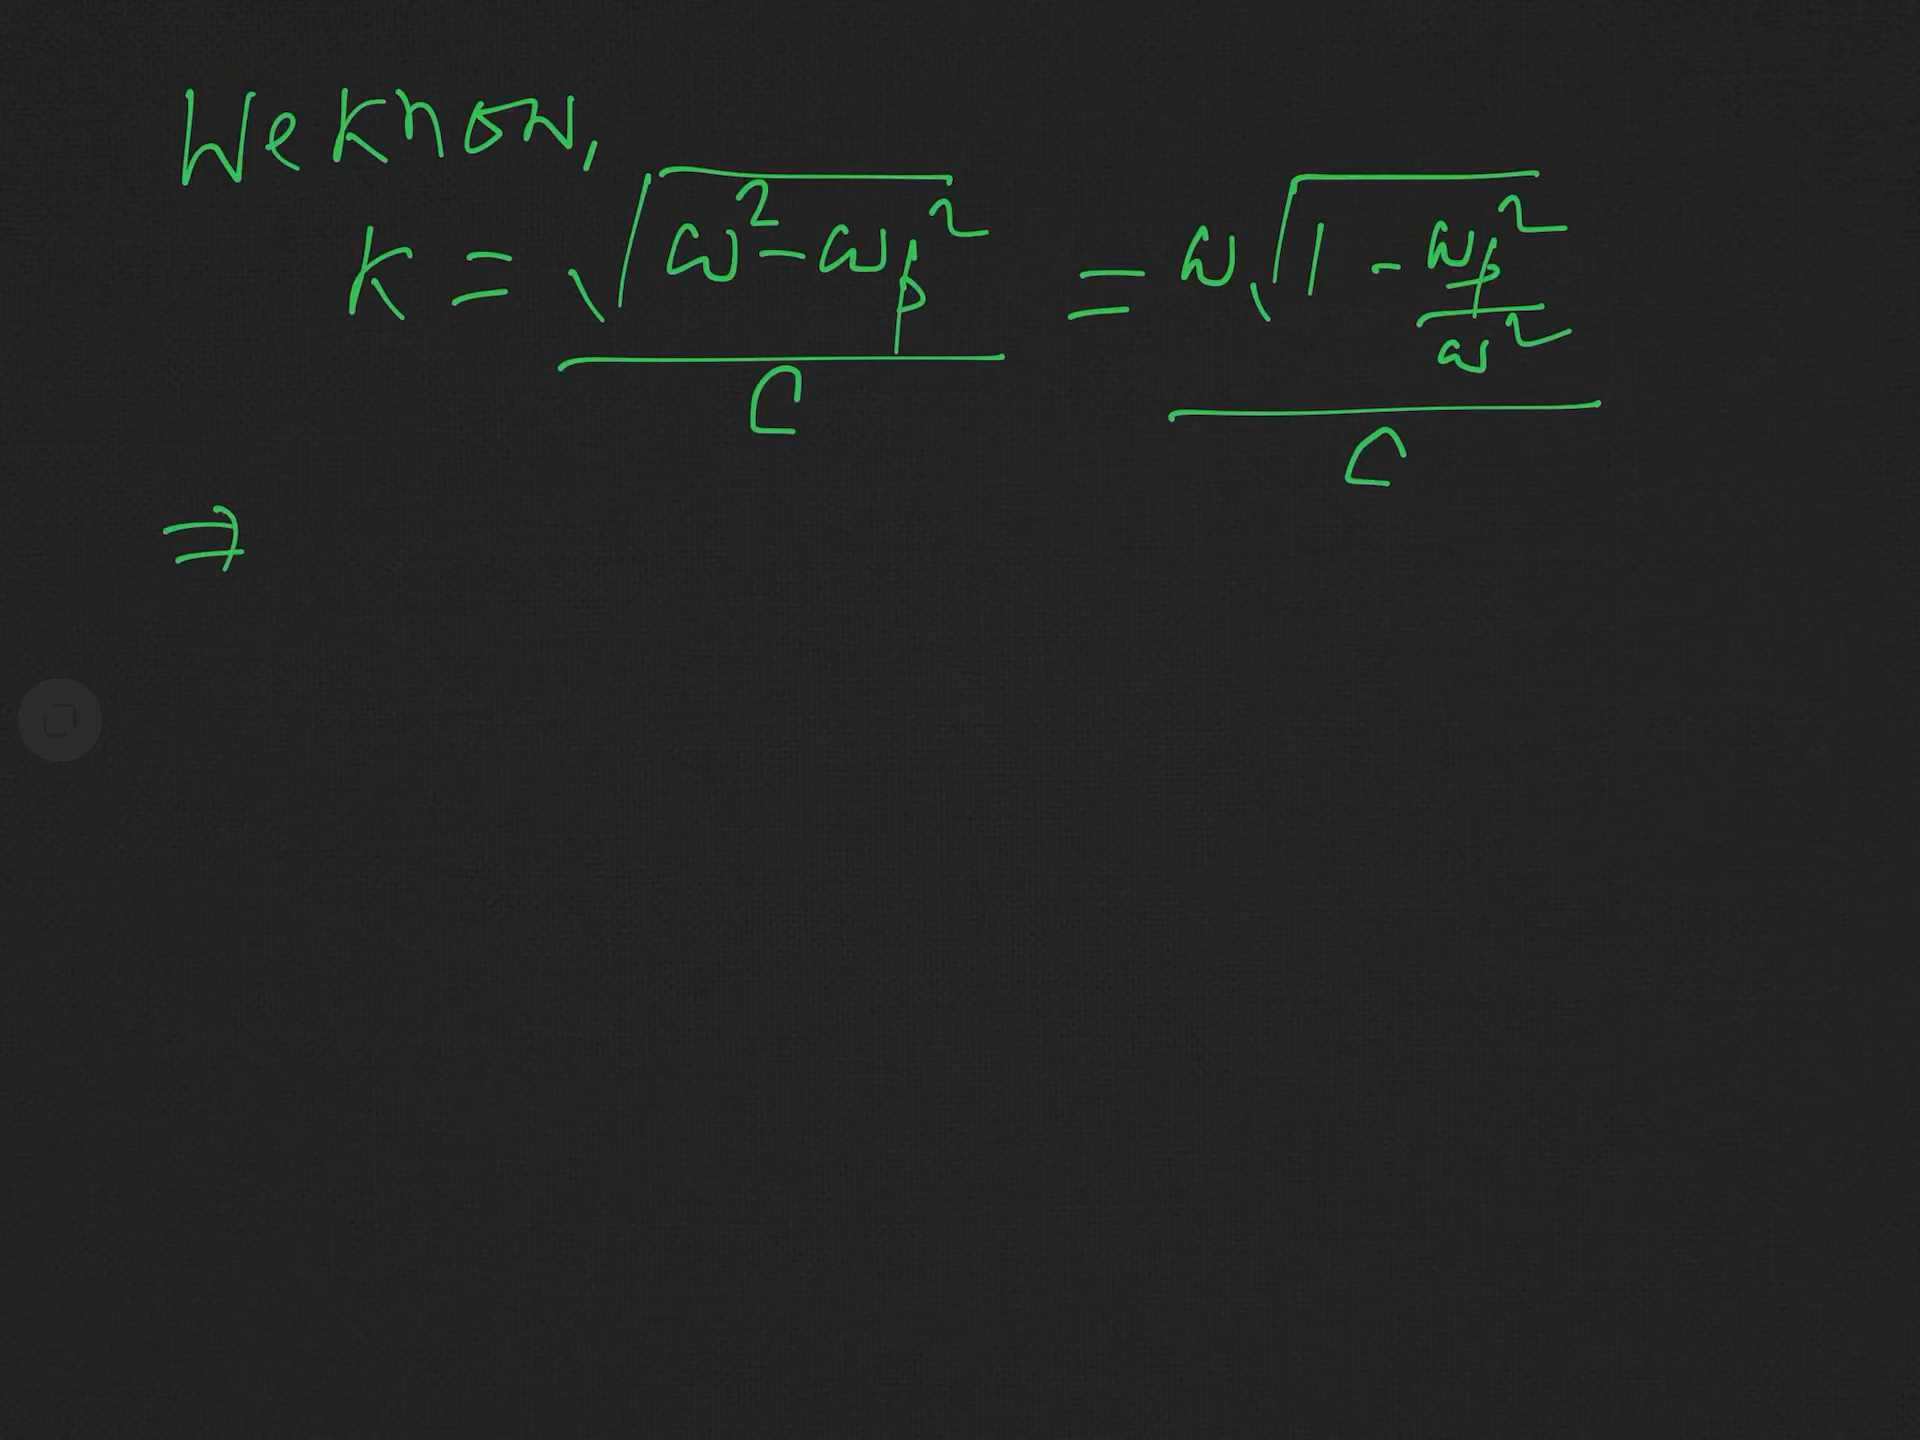 We know,
K = √(ω² - ωp²) / C = ω√(1 - ωp²/ω²) / C
⇒